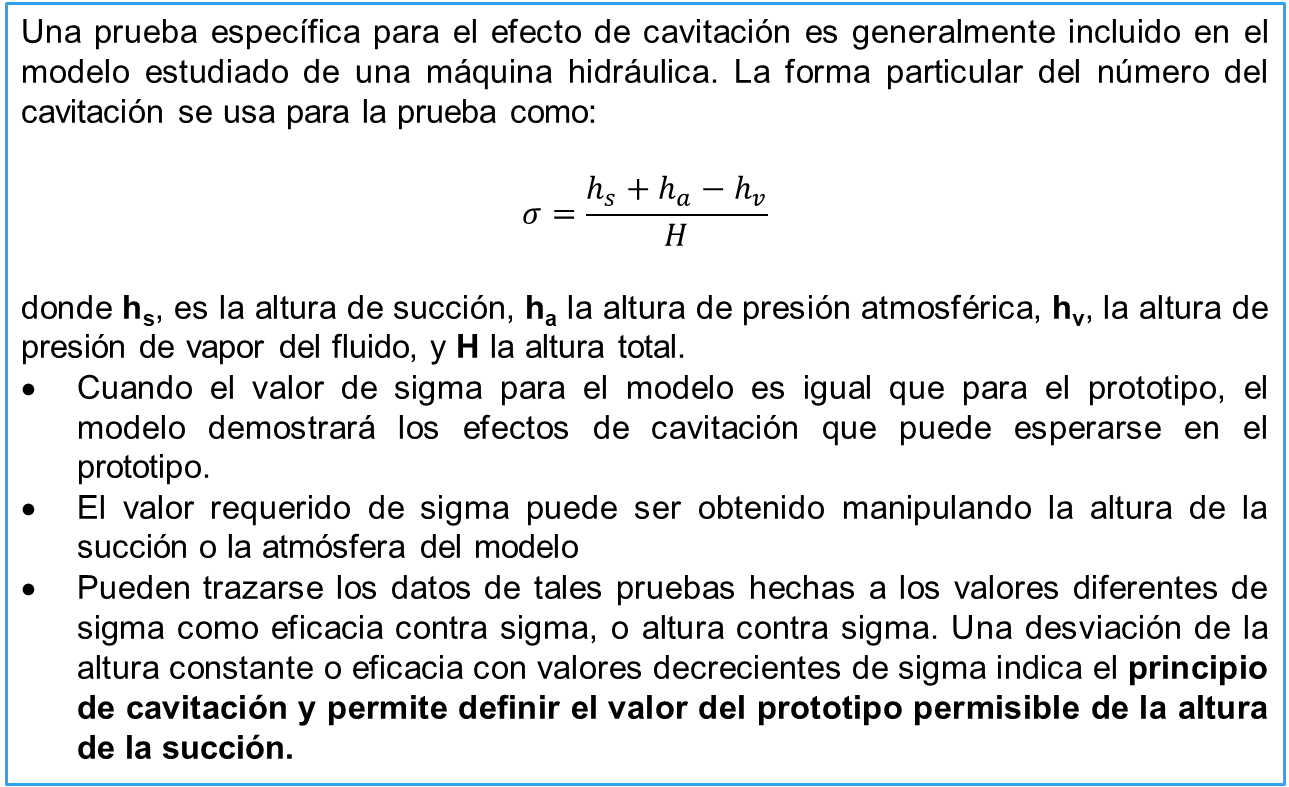 Una prueba específica para el efecto de cavitación es generalmente incluido en el
modelo estudiado de una máquina hidráulica. La forma particular del número del
cavitación se usa para la prueba como:
σ = (h_s + h_a − h_v) / H
donde h_s, es la altura de succión, h_a la altura de presión atmosférica, h_v, la altura de
presión de vapor del fluido, y H la altura total.
• Cuando el valor de sigma para el modelo es igual que para el prototipo, el
modelo demostrará los efectos de cavitación que puede esperarse en el
prototipo.
• El valor requerido de sigma puede ser obtenido manipulando la altura de la
succión o la atmósfera del modelo
• Pueden trazarse los datos de tales pruebas hechas a los valores diferentes de
sigma como eficacia contra sigma, o altura contra sigma. Una desviación de la
altura constante o eficacia con valores decrecientes de sigma indica el principio
de cavitación y permite definir el valor del prototipo permisible de la altura
de la succión.